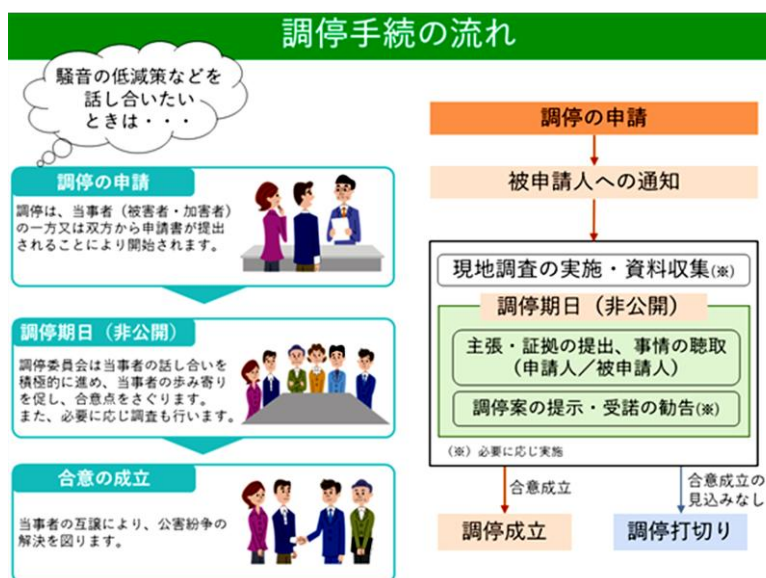 調停手続の流れ
騒音の低減策などを
話し合いたい
ときは・・・
調停の申請
調停は、当事者（被害者・加害者）
の一方又は双方から申請書が提出
されることにより開始されます。
調停期日（非公開）
調停委員会は当事者の話し合いを
積極的に進め、当事者の歩み寄り
を促し、合意点をさぐります。
また、必要に応じ調査も行います。
合意の成立
当事者の互譲により、公害紛争の
解決を図ります。
調停の申請
被申請人への通知
現地調査の実施・資料収集(※)
調停期日（非公開）
主張・証拠の提出、事情の聴取
（申請人／被申請人）
調停案の提示・受諾の勧告(※)
（※）必要に応じ実施
合意成立
合意成立の
見込みなし
調停成立
調停打切り